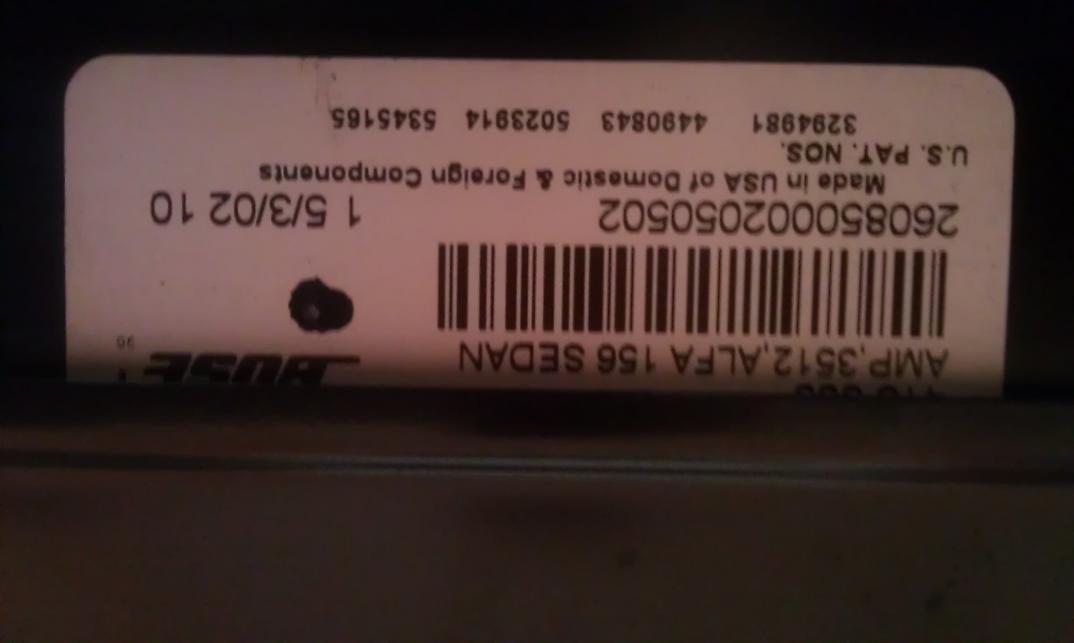 BOSE
AMP,3512,ALFA 156 SEDAN
260850002050502
1 5/3/02 10
Made in USA of Domestic & Foreign Components
U.S. PAT. NOS.
3294981 4490843 5023914 5345165